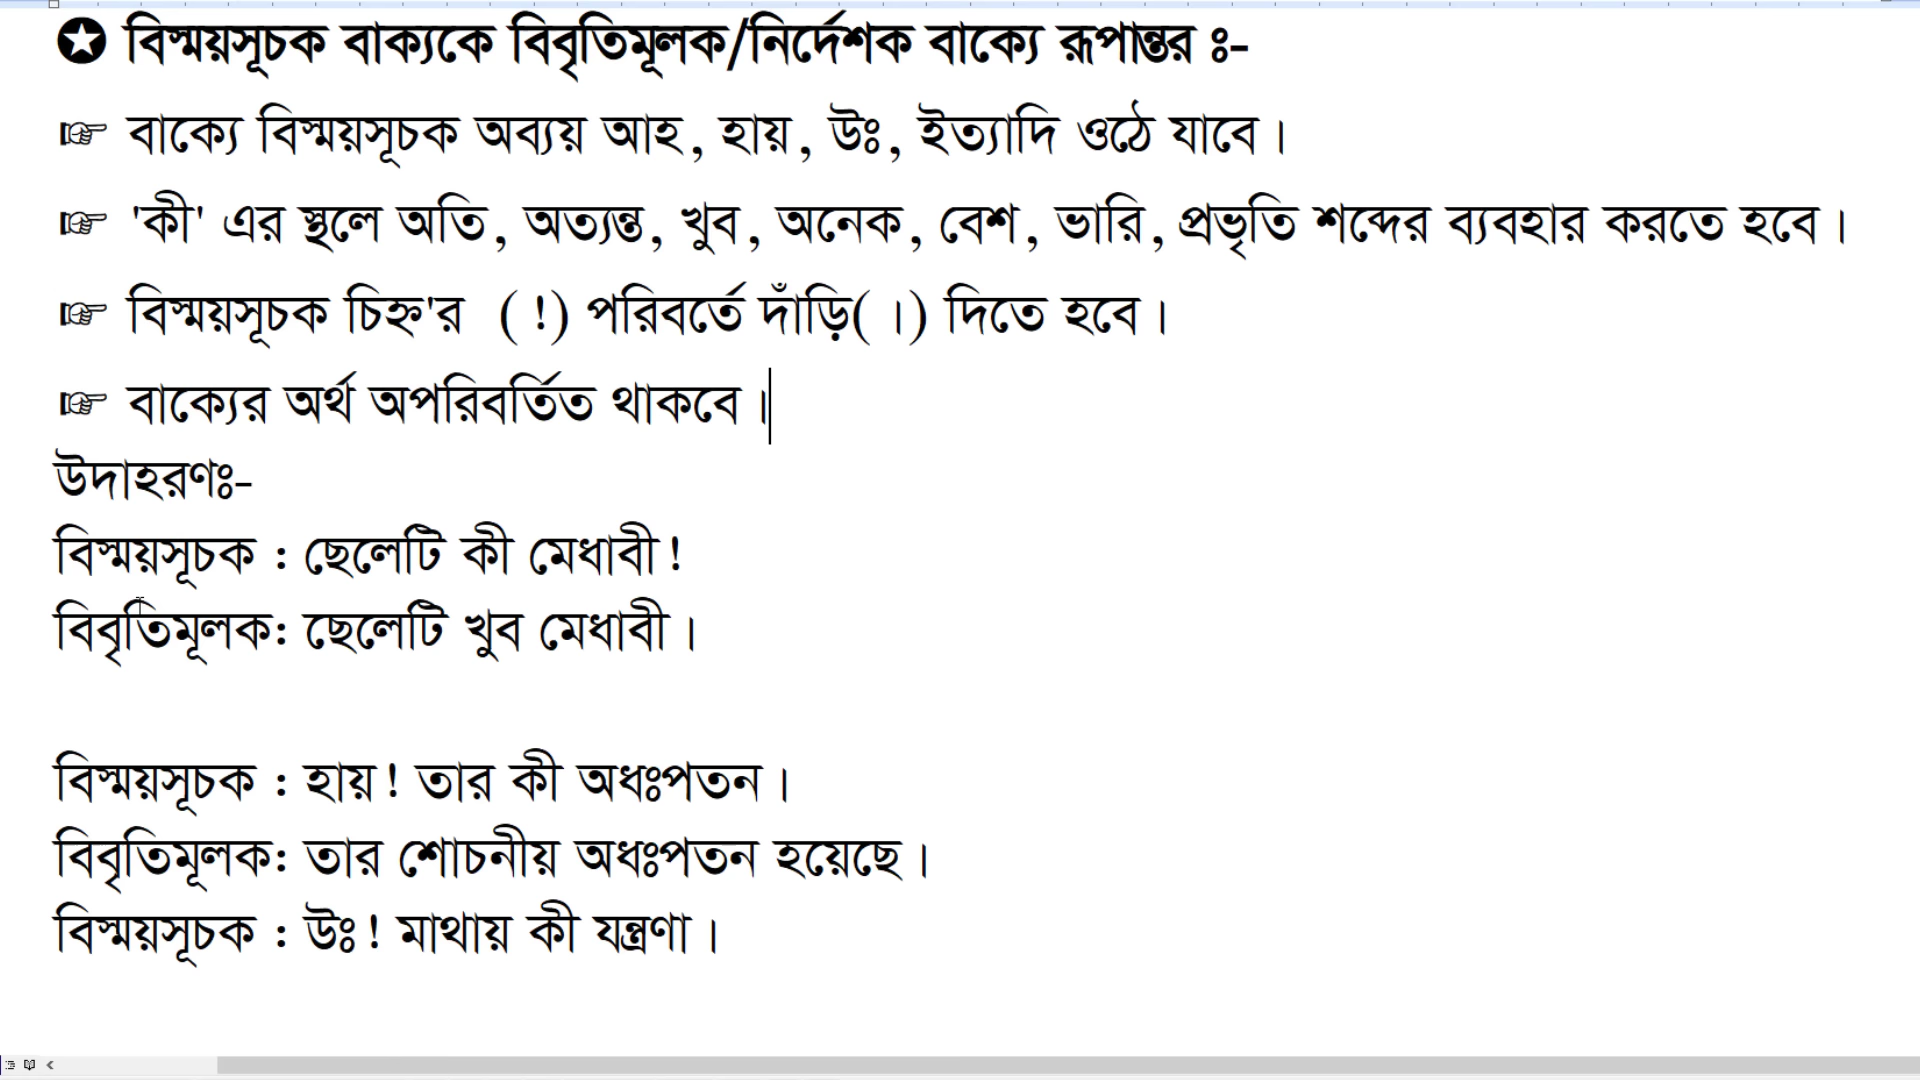 ✪ বিস্ময়সূচক বাক্যকে বিবৃতিমূলক/নির্দেশক বাক্যে রূপান্তর ঃ-
☞ বাক্যে বিস্ময়সূচক অব্যয় আহ, হায়, উঃ, ইত্যাদি ওঠে যাবে।
☞ 'কী' এর স্থলে অতি, অত্যন্ত, খুব, অনেক, বেশ, ভারি, প্রভৃতি শব্দের ব্যবহার করতে হবে।
☞ বিস্ময়সূচক চিহ্ন'র (!) পরিবর্তে দাঁড়ি(।) দিতে হবে।
☞ বাক্যের অর্থ অপরিবর্তিত থাকবে।
উদাহরণঃ-
বিস্ময়সূচক : ছেলেটি কী মেধাবী!
বিবৃতিমূলক: ছেলেটি খুব মেধাবী।
বিস্ময়সূচক : হায়! তার কী অধঃপতন।
বিবৃতিমূলক: তার শোচনীয় অধঃপতন হয়েছে।
বিস্ময়সূচক : উঃ! মাথায় কী যন্ত্রণা।